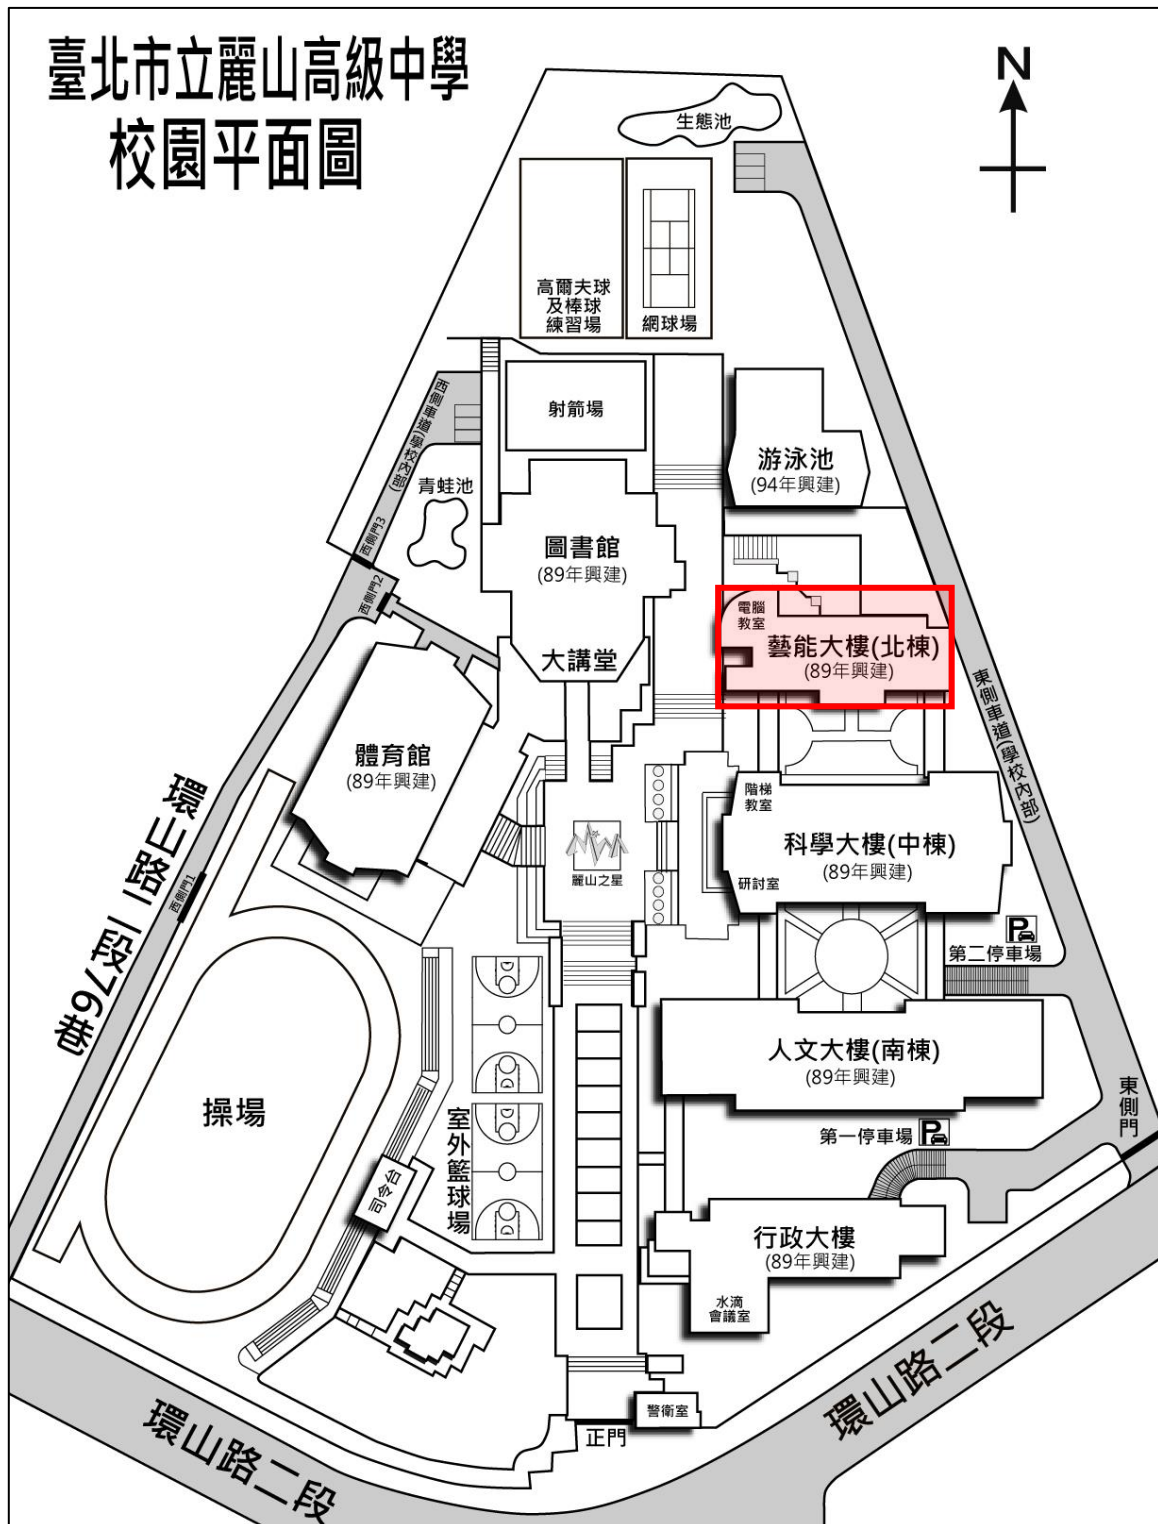 臺北市立麗山高級中學
校園平面圖
N
生態池
高爾夫球
及棒球
練習場
網球場
西側車道(學校內部)
射箭場
游泳池
(94年興建)
青蛙池
圖書館
(89年興建)
西側門3
西側門2
電腦
教室
藝能大樓(北棟)
(89年興建)
大講堂
東側車道(學校內部)
體育館
(89年興建)
階梯
教室
科學大樓(中棟)
(89年興建)
研討室
麗山之星
環山路二段76巷
西側門1
P
第二停車場
人文大樓(南棟)
(89年興建)
操場
室外籃球場
東側門
第一停車場
P
司令台
行政大樓
(89年興建)
水滴
會議室
警衛室
正門
環山路二段
環山路二段